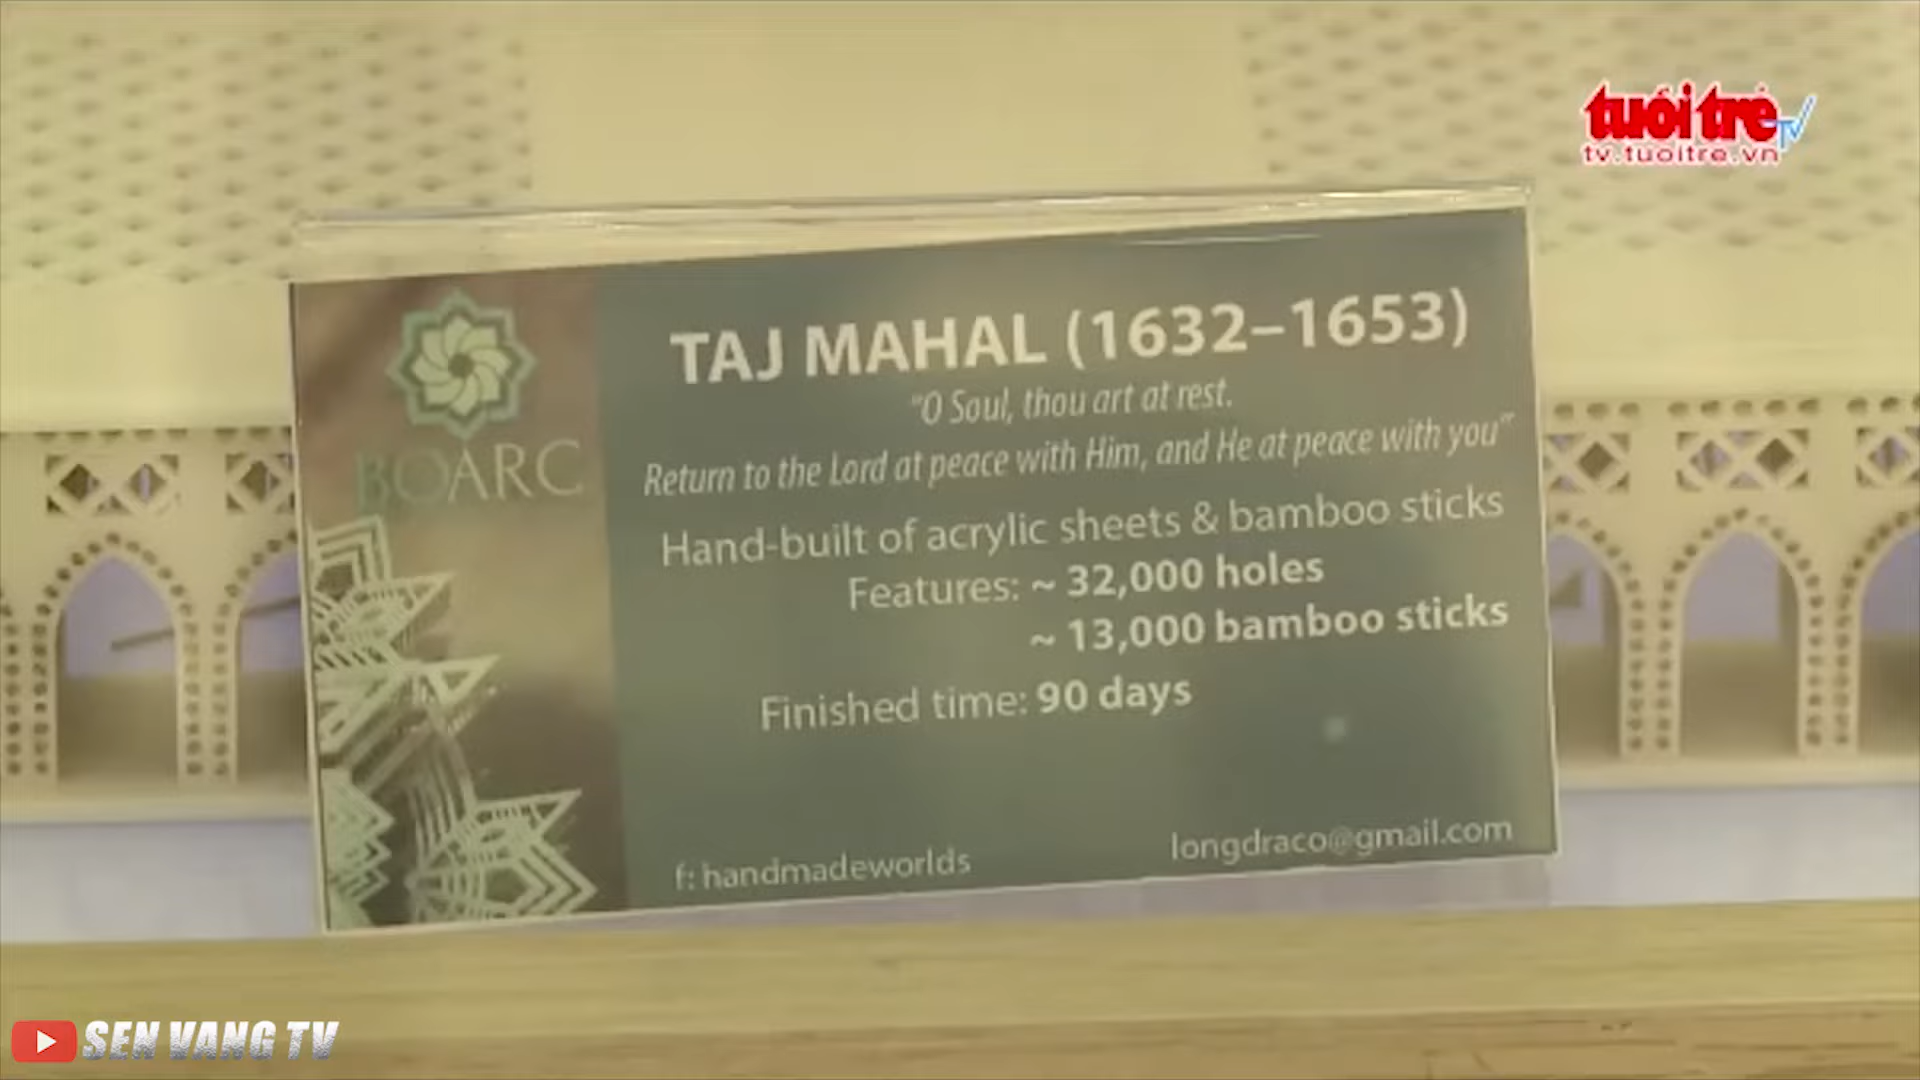 tuổi trẻ TV
tv.tuoitre.vn
BOARC
TAJ MAHAL (1632–1653)
"O Soul, thou art at rest.
Return to the Lord at peace with Him, and He at peace with you"
Hand-built of acrylic sheets & bamboo sticks
Features: ~ 32,000 holes
~ 13,000 bamboo sticks
Finished time: 90 days
f: handmadeworlds
longdraco@gmail.com
SEN VANG TV